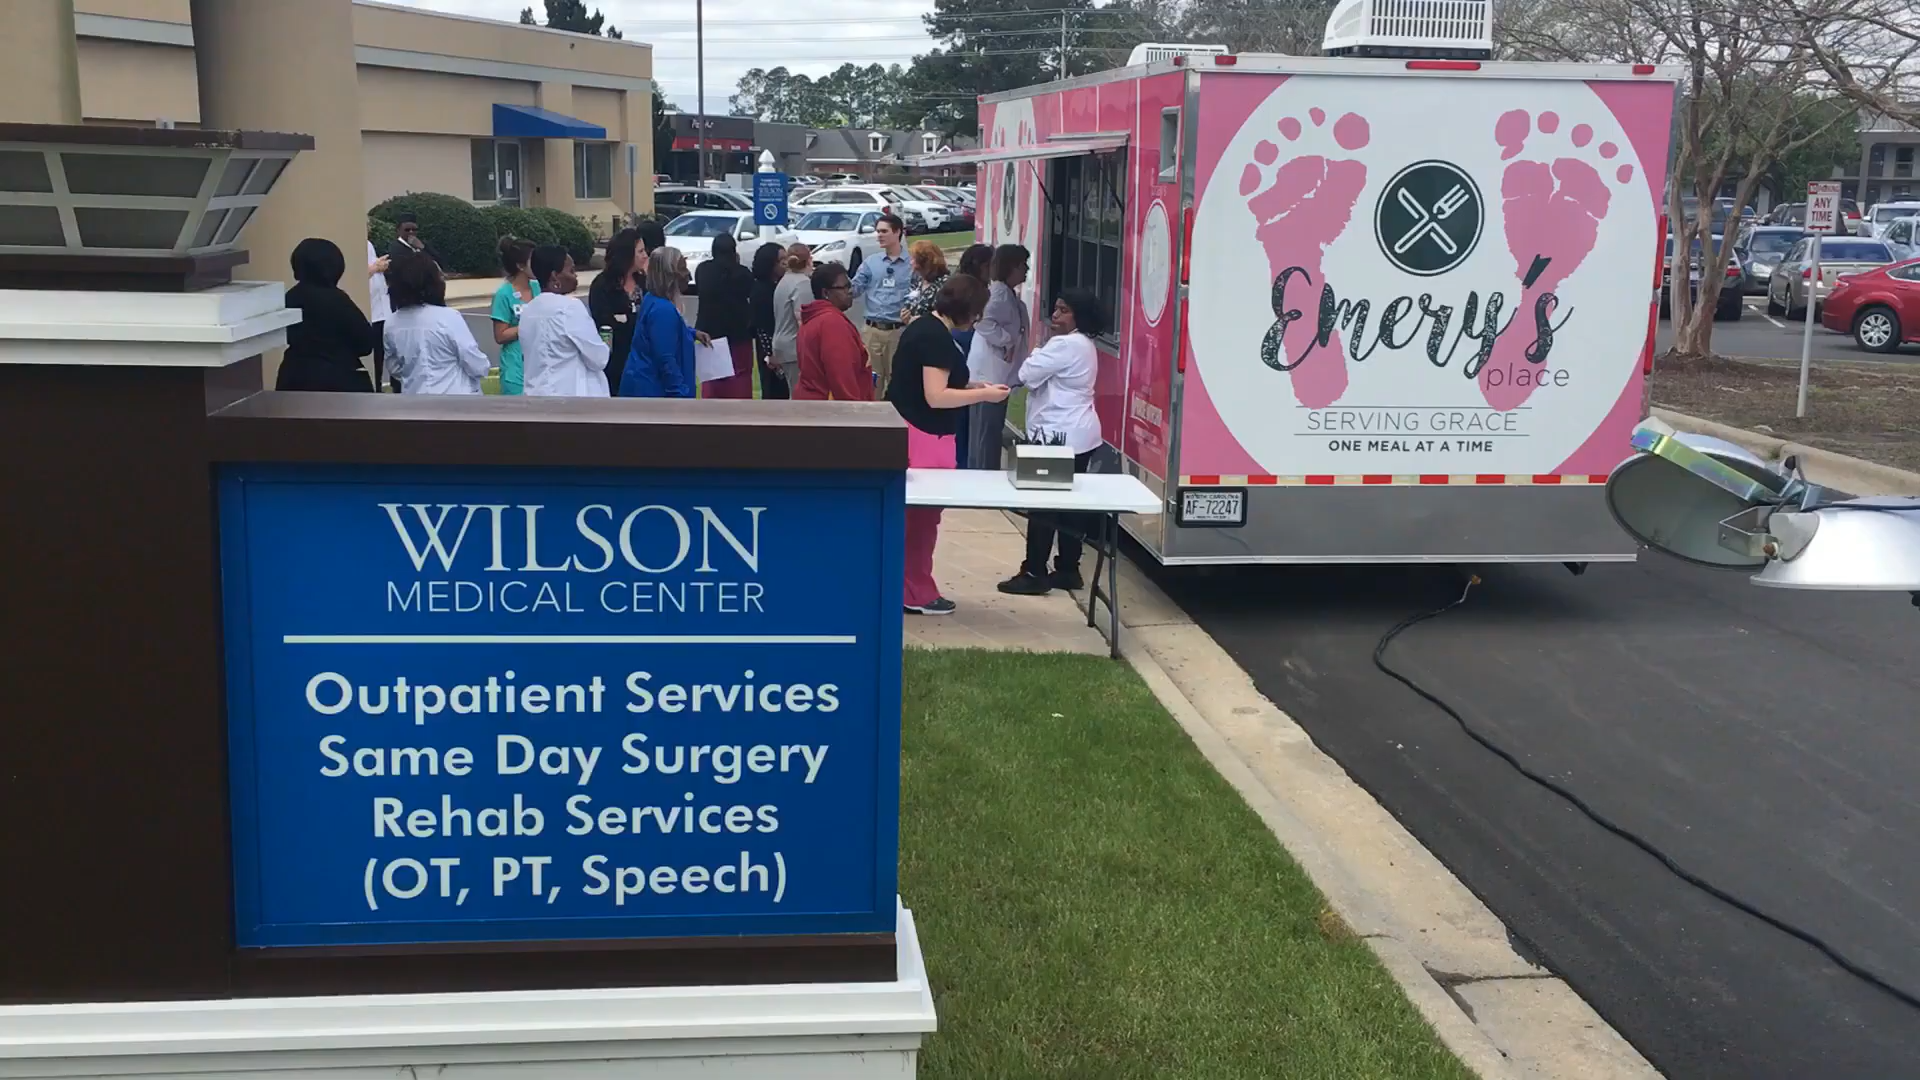 WILSON
MEDICAL CENTER
Outpatient Services
Same Day Surgery
Rehab Services
(OT, PT, Speech)
Emery's
place
SERVING GRACE
ONE MEAL AT A TIME
AF-72247
ANY
TIME
WILSON